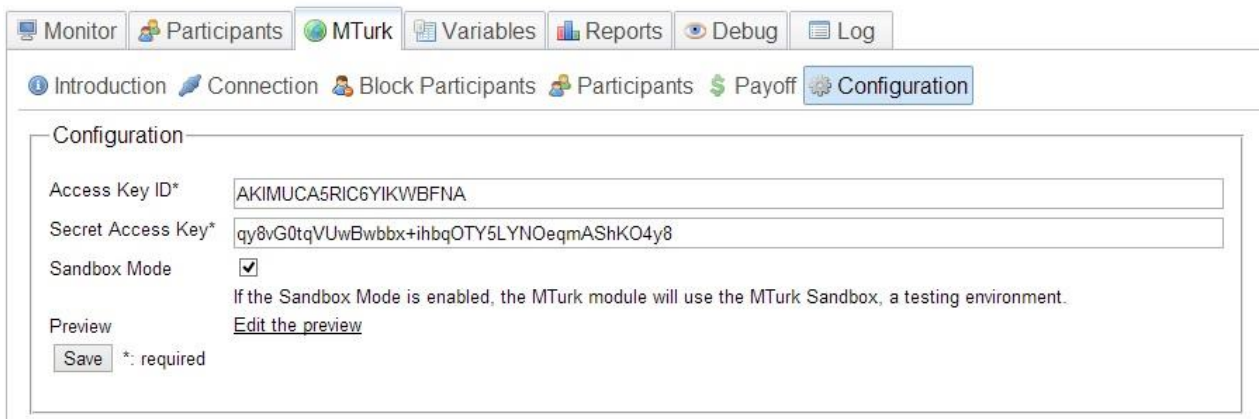 Monitor Participants MTurk Variables Reports Debug Log
Introduction Connection Block Participants Participants Payoff Configuration
Configuration
Access Key ID* AKIMUCA5RIC6YIKWBFNA
Secret Access Key* qy8vG0tqVUwBwbbx+ihbqOTY5LYNOeqmAShKO4y8
Sandbox Mode
If the Sandbox Mode is enabled, the MTurk module will use the MTurk Sandbox, a testing environment.
Preview Edit the preview
Save *: required